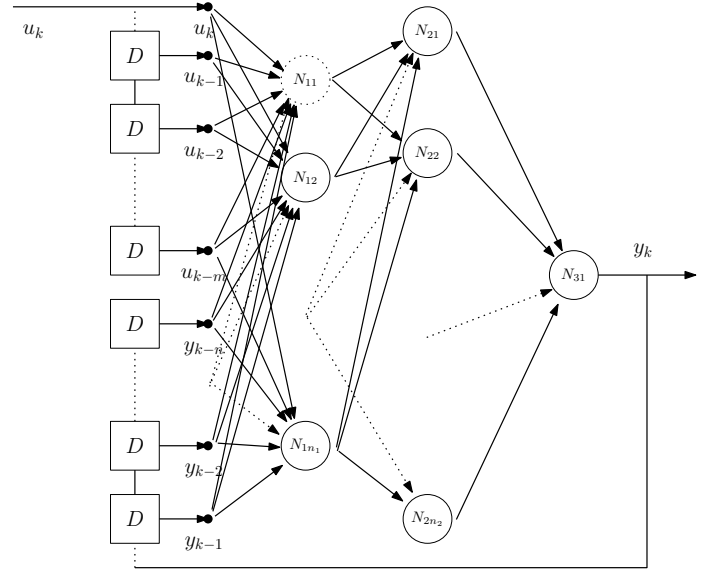 u_k
u_k
D
u_{k-1}
D
u_{k-2}
D
u_{k-m}
D
y_{k-n}
D
y_{k-2}
D
y_{k-1}
N_{11}
N_{12}
N_{1n_1}
N_{21}
N_{22}
N_{2n_2}
N_{31}
y_k